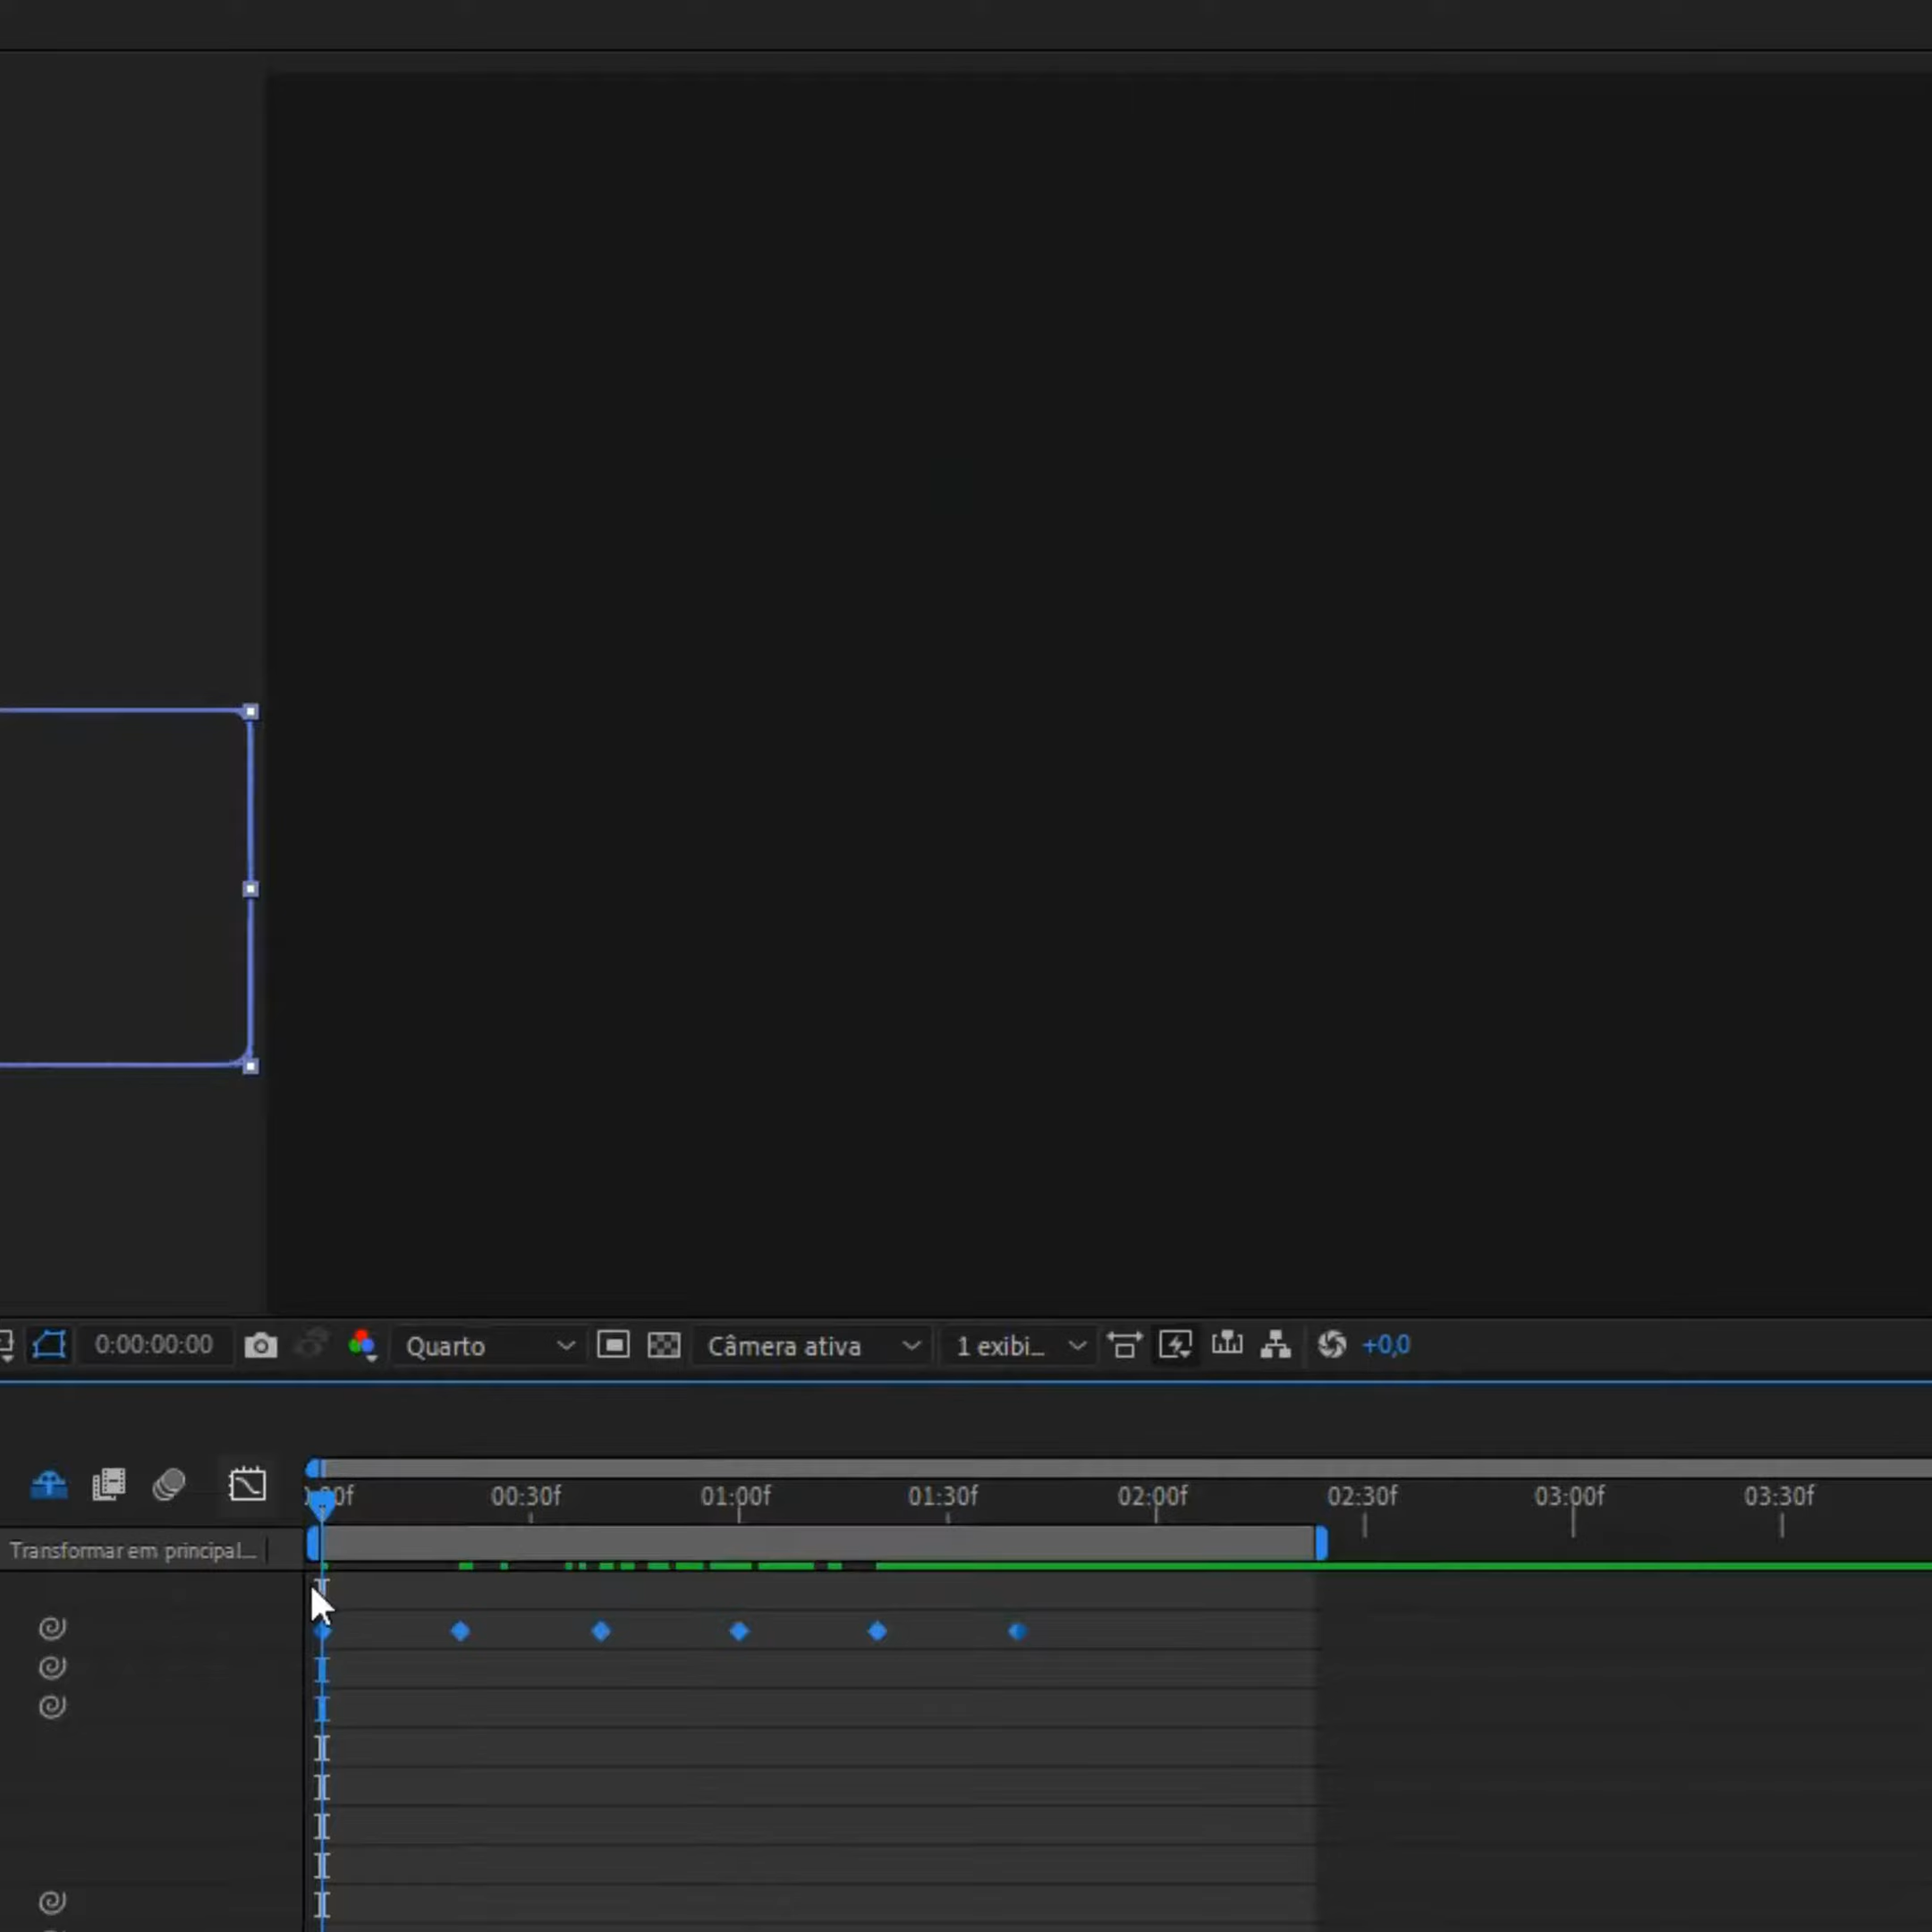 0:00:00:00 Quarto Câmera ativa 1 exibi... +0,0
00:30f 01:00f 01:30f 02:00f 02:30f 03:00f 03:30f
Transformar em principal...